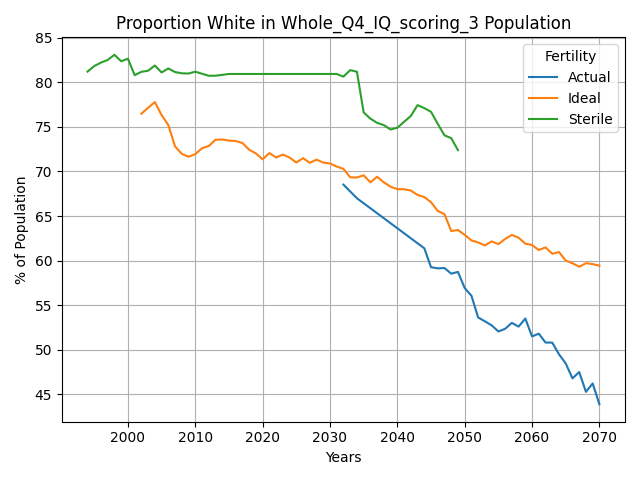 Proportion White in Whole_Q4_IQ_scoring_3 Population
% of Population
85
80
75
70
65
60
55
50
45
Fertility
Actual
Ideal
Sterile
2000 2010 2020 2030 2040 2050 2060 2070
Years